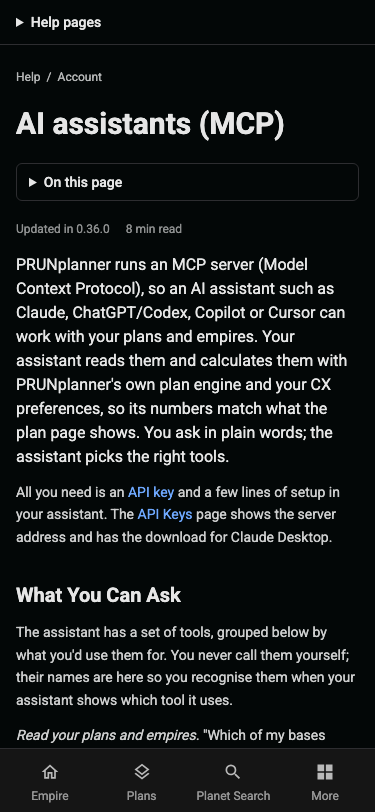 Help pages
Help / Account
AI assistants (MCP)
On this page
Updated in 0.36.0 8 min read
PRUNplanner runs an MCP server (Model
Context Protocol), so an AI assistant such as
Claude, ChatGPT/Codex, Copilot or Cursor can
work with your plans and empires. Your
assistant reads them and calculates them with
PRUNplanner's own plan engine and your CX
preferences, so its numbers match what the
plan page shows. You ask in plain words; the
assistant picks the right tools.
All you need is an API key and a few lines of setup in
your assistant. The API Keys page shows the server
address and has the download for Claude Desktop.
What You Can Ask
The assistant has a set of tools, grouped below by
what you'd use them for. You never call them yourself;
their names are here so you recognise them when your
assistant shows which tool it uses.
Read your plans and empires. "Which of my bases
Empire Plans Planet Search More